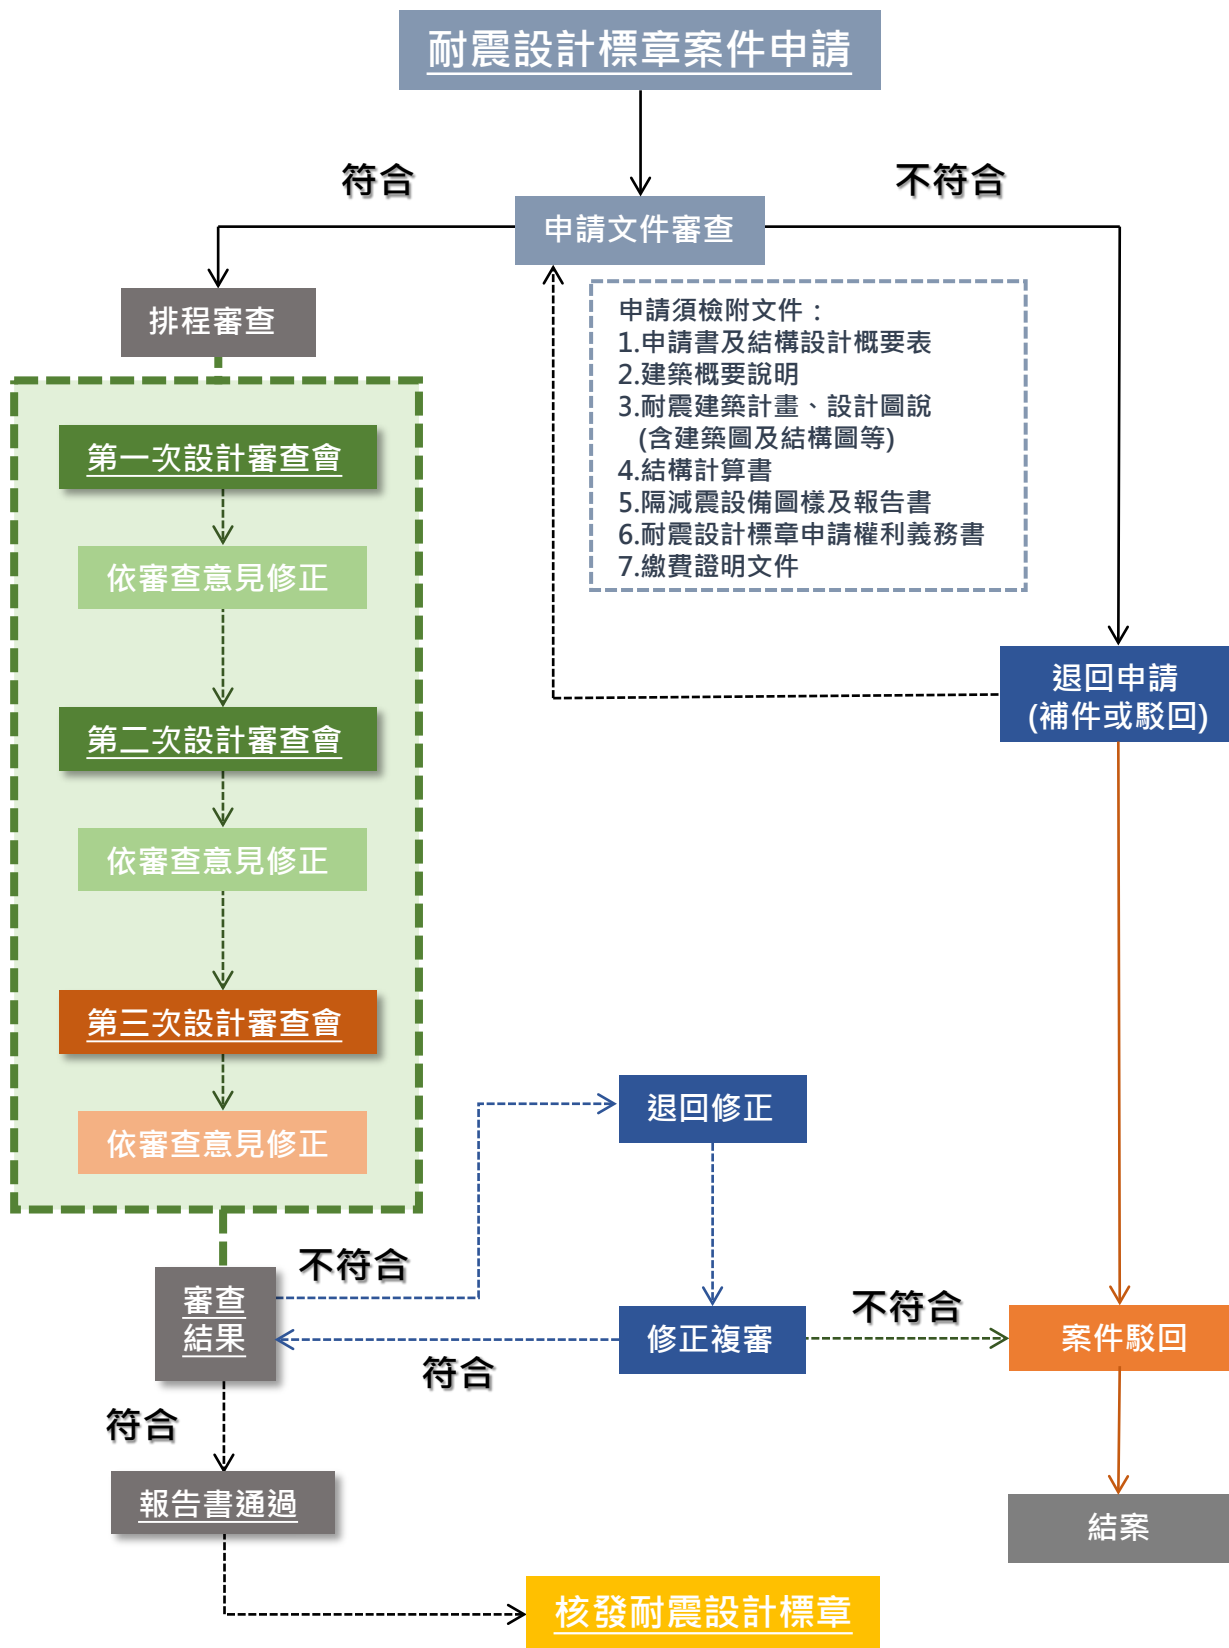 耐震設計標章案件申請
符合
不符合
申請文件審查
排程審查
申請須檢附文件：
1.申請書及結構設計概要表
2.建築概要說明
3.耐震建築計畫、設計圖說
(含建築圖及結構圖等)
4.結構計算書
5.隔減震設備圖樣及報告書
6.耐震設計標章申請權利義務書
7.繳費證明文件
第一次設計審查會
依審查意見修正
退回申請
(補件或駁回)
第二次設計審查會
依審查意見修正
第三次設計審查會
依審查意見修正
退回修正
不符合
審查
結果
修正複審
不符合
案件駁回
符合
符合
報告書通過
結案
核發耐震設計標章